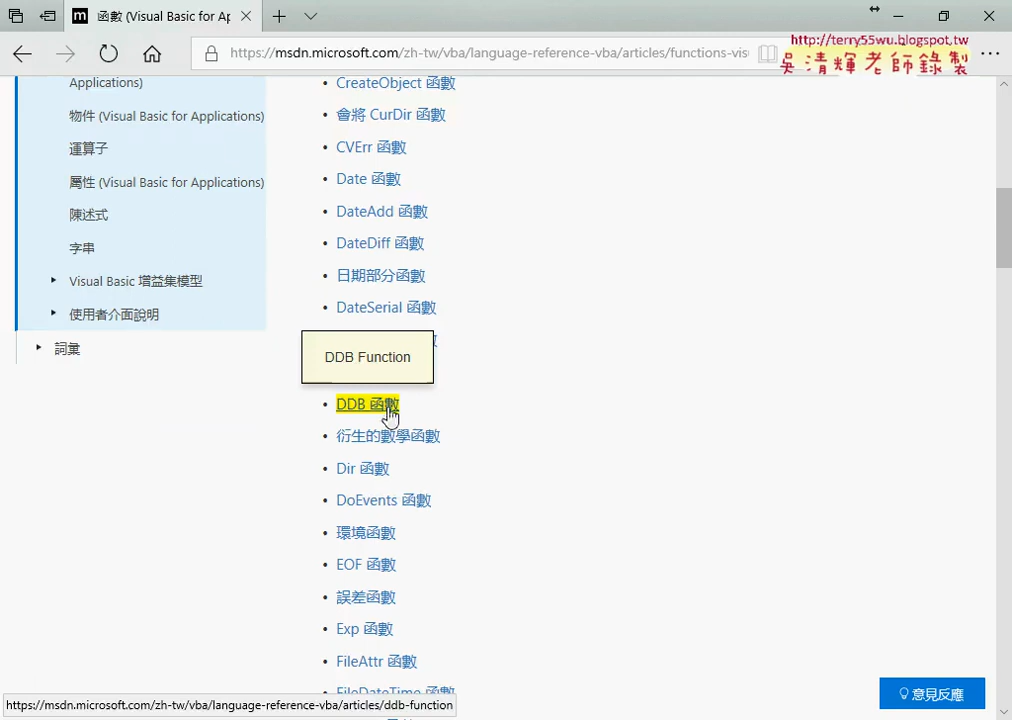 函數 (Visual Basic for Ap
http://terry55wu.blogspot.tw
https://msdn.microsoft.com/zh-tw/vba/language-reference-vba/articles/functions-vis
吳清輝老師錄製
Applications)
物件 (Visual Basic for Applications)
運算子
屬性 (Visual Basic for Applications)
陳述式
字串
Visual Basic 增益集模型
使用者介面說明
詞彙
• CreateObject 函數
• 會將 CurDir 函數
• CVErr 函數
• Date 函數
• DateAdd 函數
• DateDiff 函數
• 日期部分函數
• DateSerial 函數
DDB Function
• DDB 函數
• 衍生的數學函數
• Dir 函數
• DoEvents 函數
• 環境函數
• EOF 函數
• 誤差函數
• Exp 函數
• FileAttr 函數
• FileDateTime 函數
意見反應
https://msdn.microsoft.com/zh-tw/vba/language-reference-vba/articles/ddb-function